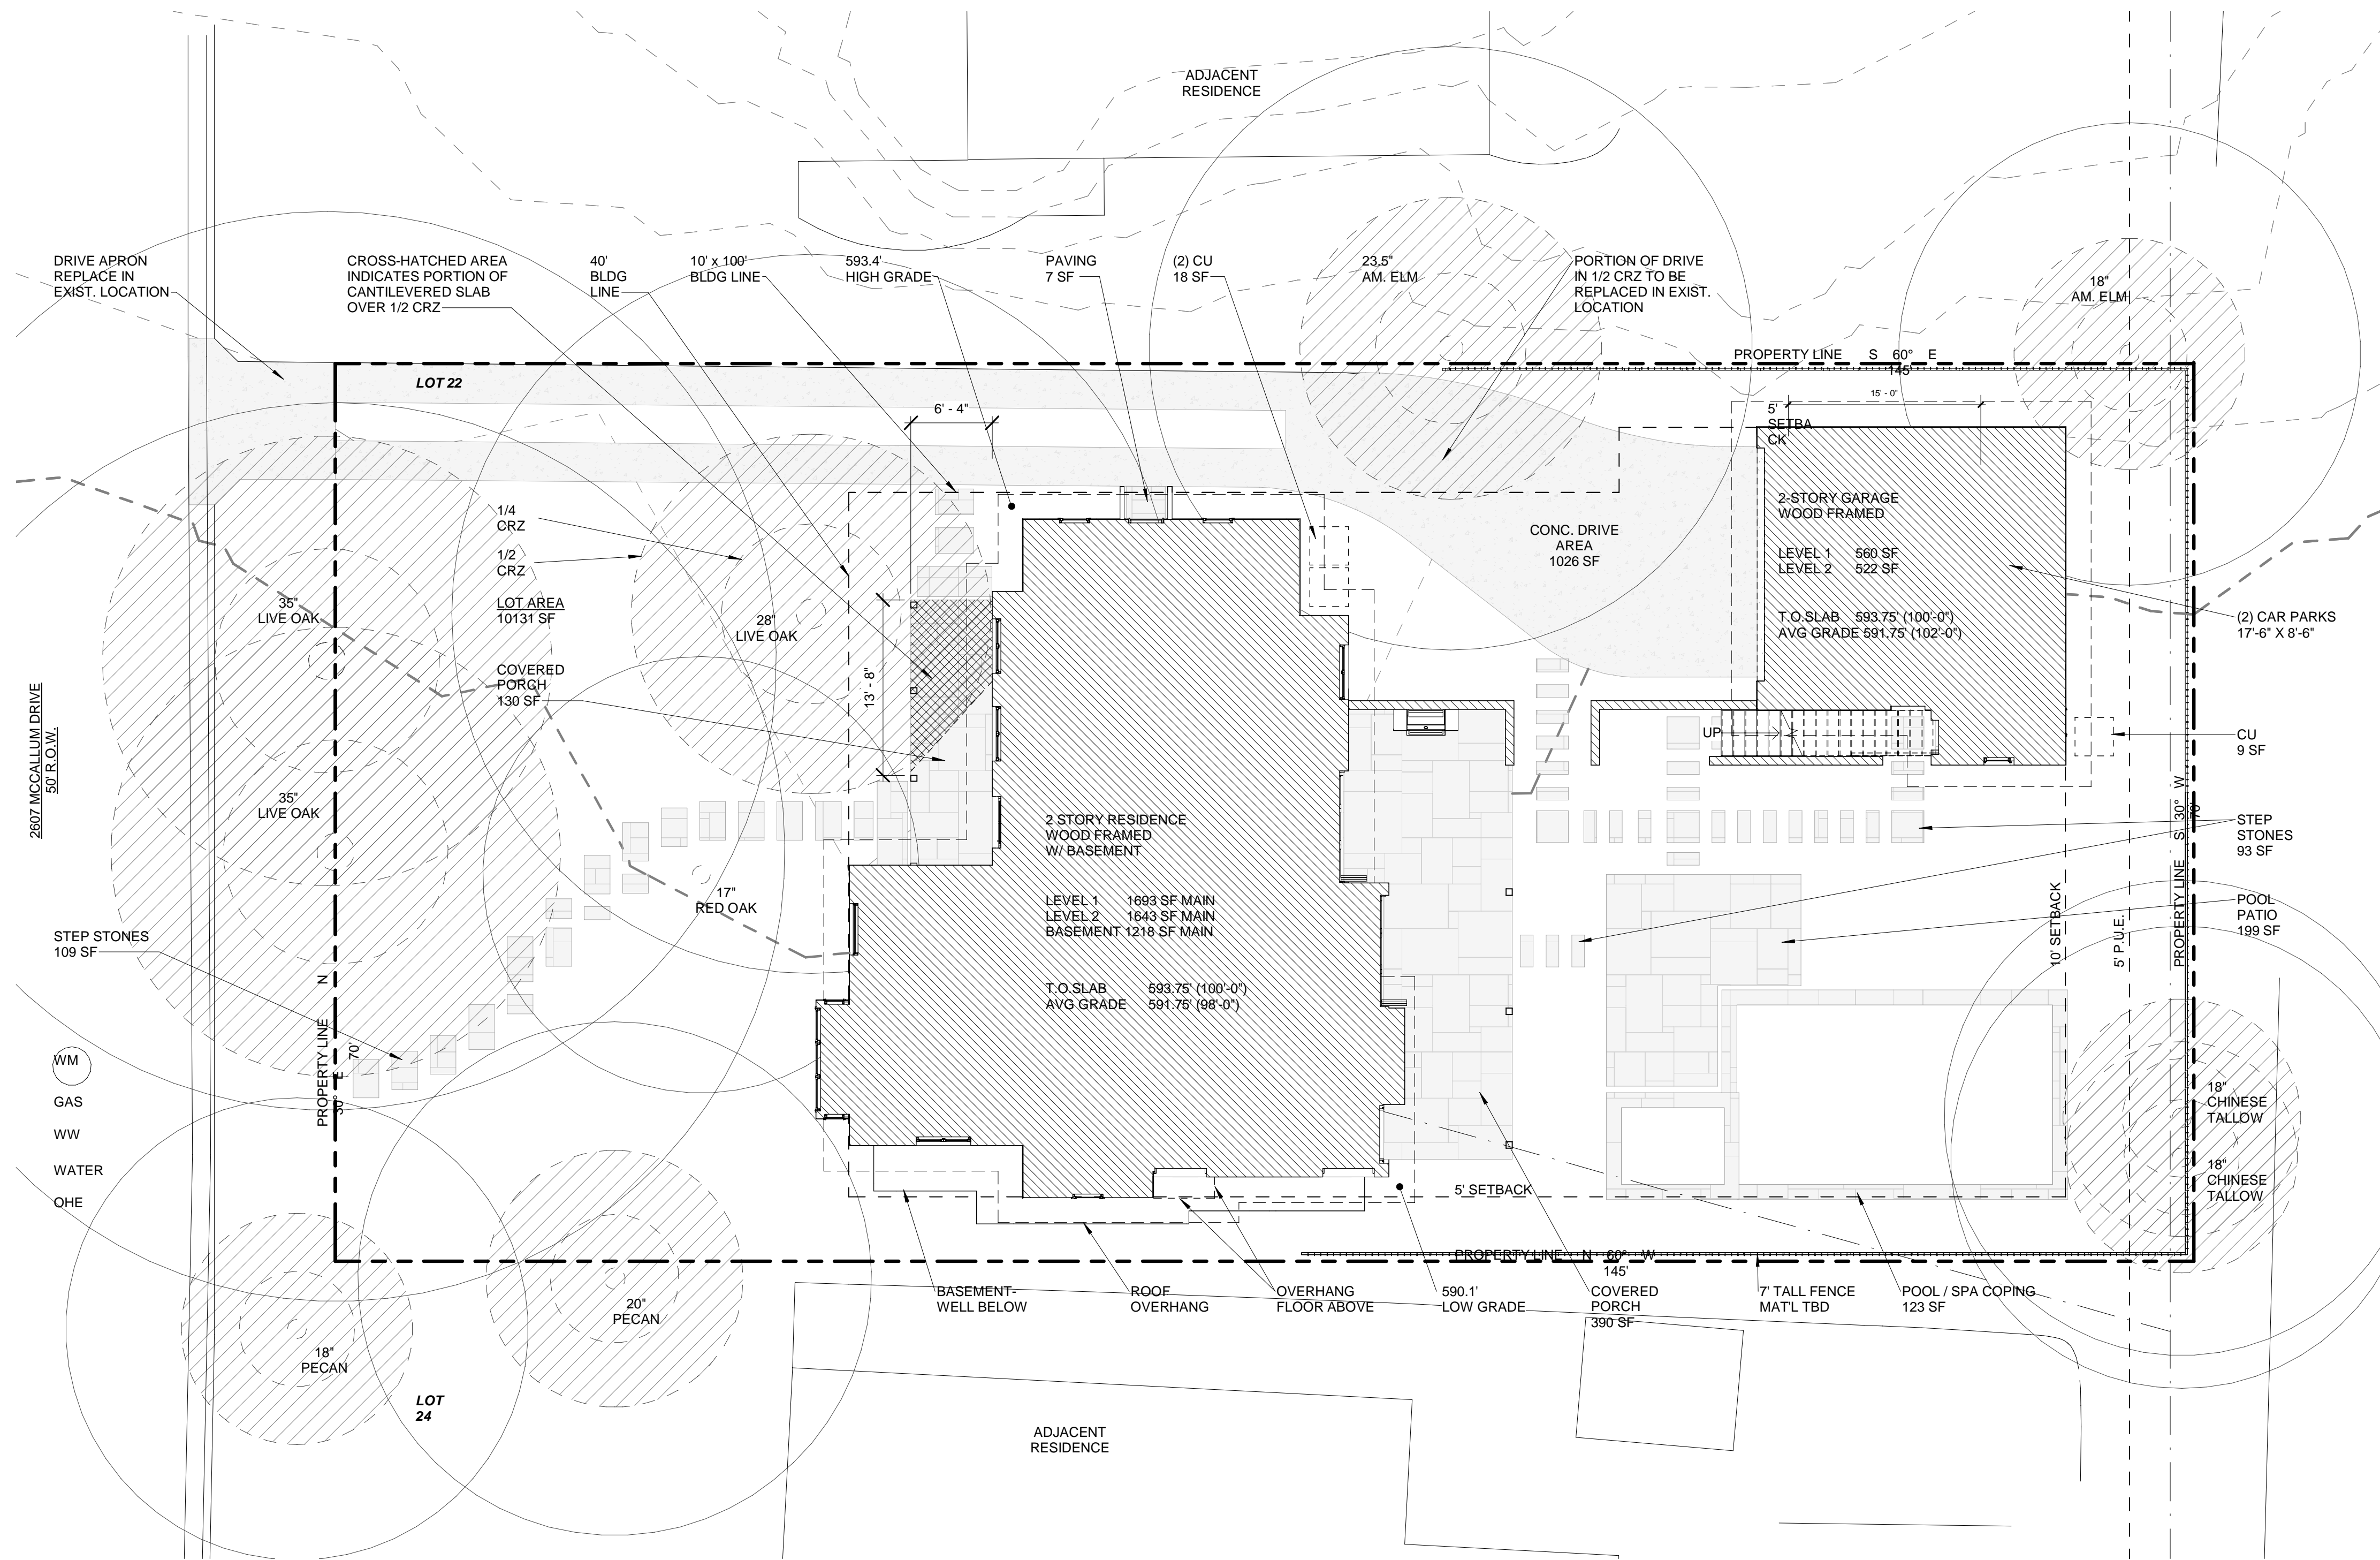 ADJACENT
RESIDENCE
DRIVE APRON
REPLACE IN
EXIST. LOCATION
CROSS-HATCHED AREA
INDICATES PORTION OF
CANTILEVERED SLAB
OVER 1/2 CRZ
40'
BLDG
LINE
10' x 100'
BLDG LINE
593.4'
HIGH GRADE
PAVING
7 SF
(2) CU
18 SF
23.5"
AM. ELM
PORTION OF DRIVE
IN 1/2 CRZ TO BE
REPLACED IN EXIST.
LOCATION
18"
AM. ELM
PROPERTY LINE S 60° E
145'
LOT 22
6' - 4"
15' - 0"
5'
SETBA
CK
2-STORY GARAGE
WOOD FRAMED
LEVEL 1 560 SF
LEVEL 2 522 SF
T.O.SLAB 593.75' (100'-0")
AVG GRADE 591.75' (102'-0")
CONC. DRIVE
AREA
1026 SF
1/4
CRZ
1/2
CRZ
LOT AREA
10131 SF
35"
LIVE OAK
28"
LIVE OAK
(2) CAR PARKS
17'-6" X 8'-6"
COVERED
PORCH
130 SF
13' - 8"
2607 MCCALLUM DRIVE
50' R.O.W.
UP
CU
9 SF
35"
LIVE OAK
2 STORY RESIDENCE
WOOD FRAMED
W/ BASEMENT
LEVEL 1 1693 SF MAIN
LEVEL 2 1643 SF MAIN
BASEMENT 1218 SF MAIN
T.O.SLAB 593.75' (100'-0")
AVG GRADE 591.75' (98'-0")
STEP
STONES
93 SF
17"
RED OAK
POOL
PATIO
199 SF
10' SETBACK
5' P.U.E.
PROPERTY LINE S 30° W
70'
STEP STONES
109 SF
PROPERTY LINE N
30° E
70'
WM
GAS
WW
WATER
OHE
18"
CHINESE
TALLOW
18"
CHINESE
TALLOW
5' SETBACK
PROPERTY LINE N 60° W
145'
BASEMENT-
WELL BELOW
ROOF
OVERHANG
OVERHANG
FLOOR ABOVE
590.1'
LOW GRADE
COVERED
PORCH
390 SF
7' TALL FENCE
MAT'L TBD
POOL / SPA COPING
123 SF
20"
PECAN
18"
PECAN
LOT
24
ADJACENT
RESIDENCE